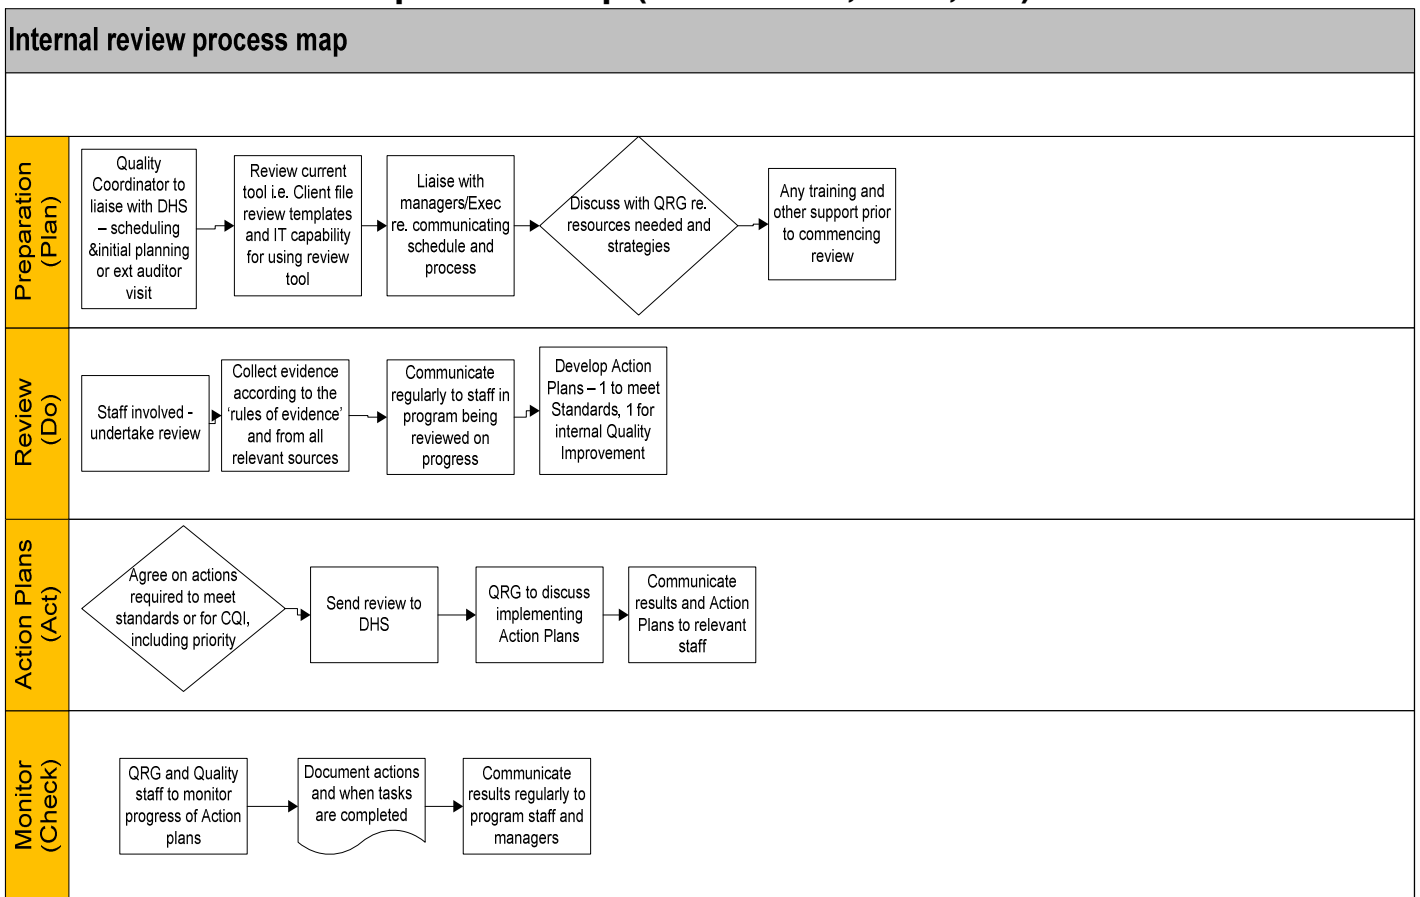 Internal review process map
Preparation
(Plan)
Quality
Coordinator to
liaise with DHS
– scheduling
&initial planning
or ext auditor
visit
Review current
tool i.e. Client file
review templates
and IT capability
for using review
tool
Liaise with
managers/Exec
re. communicating
schedule and
process
Discuss with QRG re.
resources needed and
strategies
Any training and
other support prior
to commencing
review
Review
(Do)
Staff involved -
undertake review
Collect evidence
according to the
‘rules of evidence’
and from all
relevant sources
Communicate
regularly to staff in
program being
reviewed on
progress
Develop Action
Plans – 1 to meet
Standards, 1 for
internal Quality
Improvement
Action Plans
(Act)
Agree on actions
required to meet
standards or for CQI,
including priority
Send review to
DHS
QRG to discuss
implementing
Action Plans
Communicate
results and Action
Plans to relevant
staff
Monitor
(Check)
QRG and Quality
staff to monitor
progress of Action
plans
Document actions
and when tasks
are completed
Communicate
results regularly to
program staff and
managers